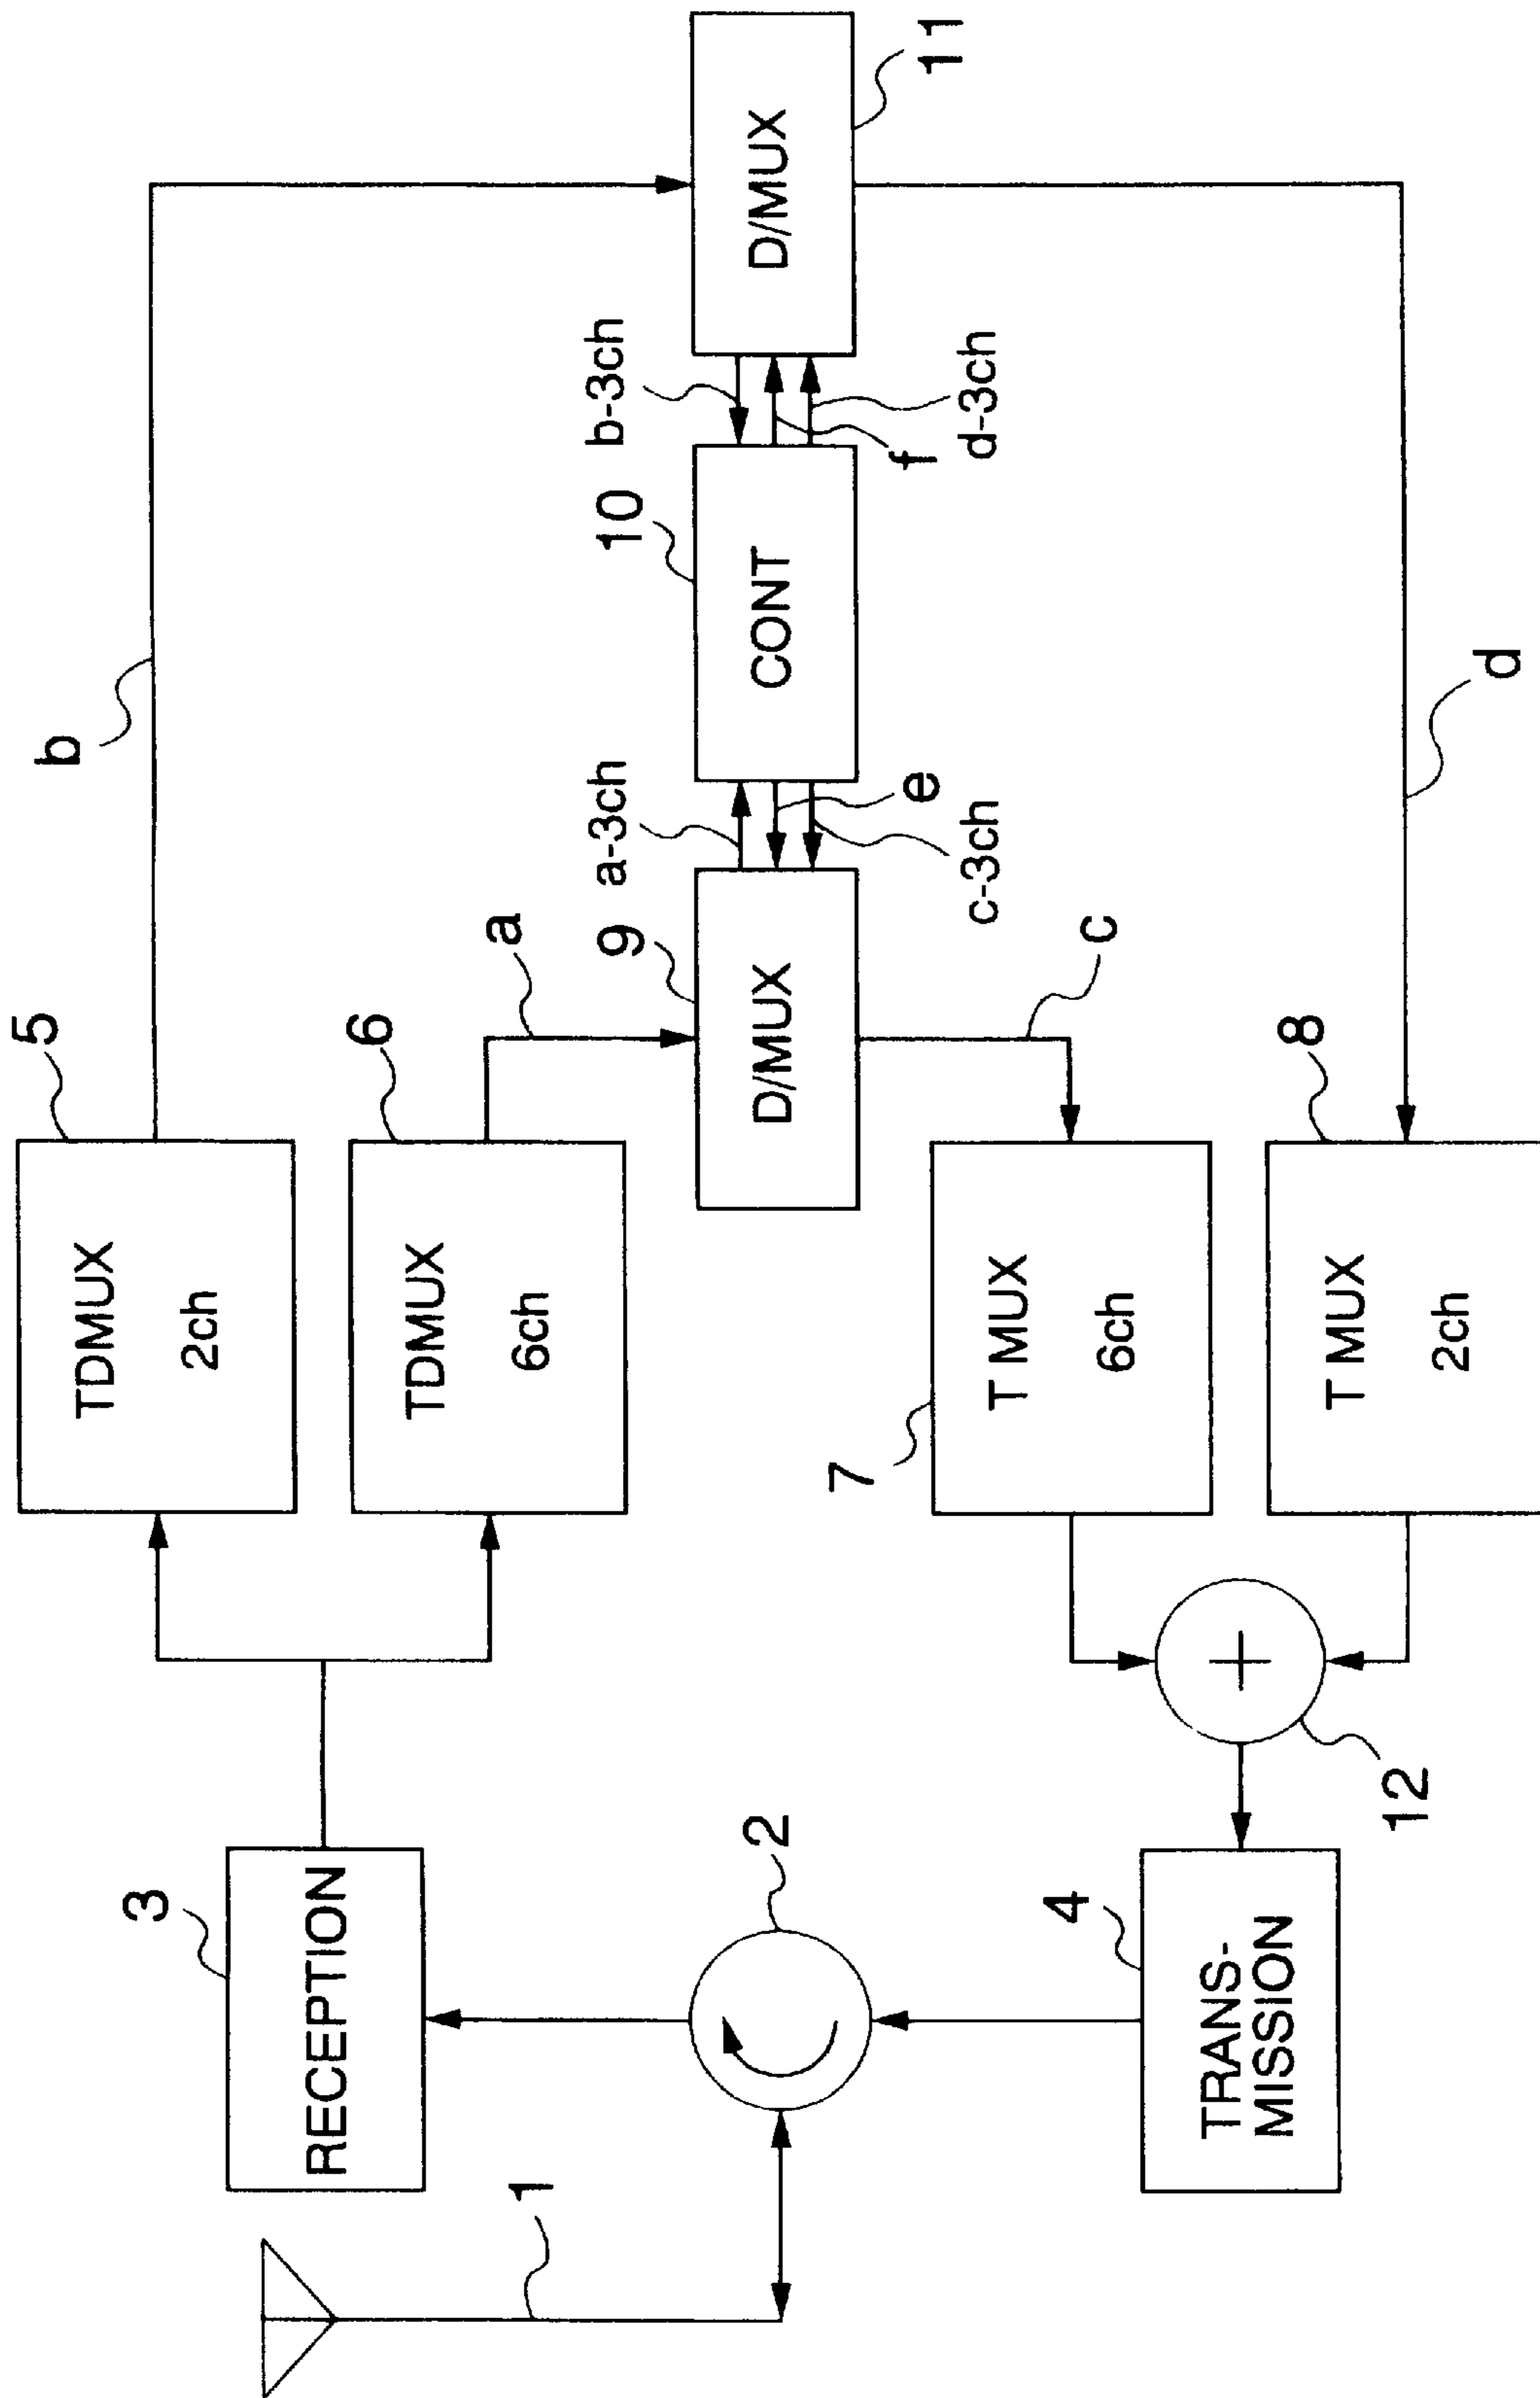 1
2
3
RECEPTION
4
TRANS-
MISSION
5
TDMUX
2ch
6
TDMUX
6ch
7
T MUX
6ch
8
T MUX
2ch
12
+
b
a
9
D/MUX
c
a-3ch
e
c-3ch
10
CONT
b-3ch
f
d-3ch
D/MUX
11
d